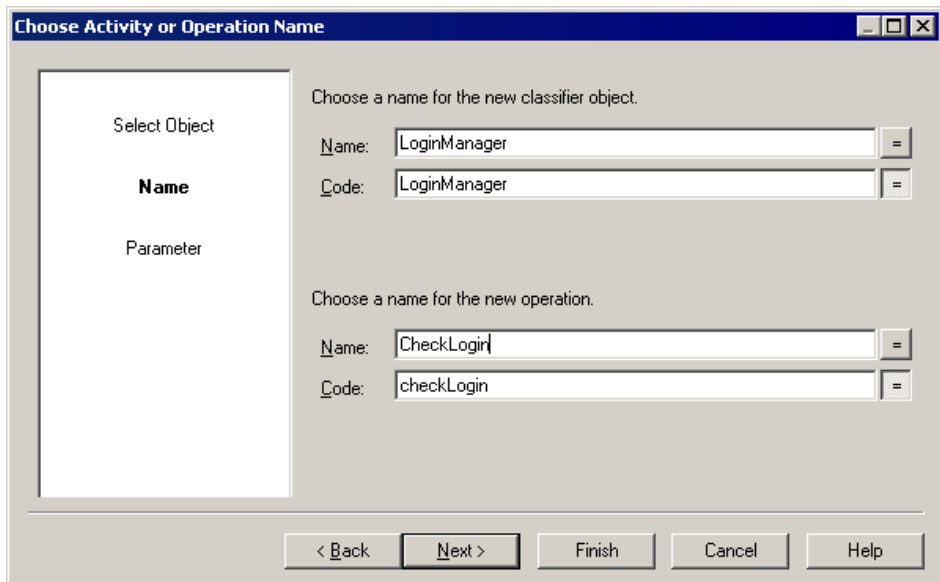 Choose Activity or Operation Name
Select Object
Name
Parameter
Choose a name for the new classifier object.
Name: LoginManager =
Code: LoginManager =
Choose a name for the new operation.
Name: CheckLogin =
Code: checkLogin =
< Back Next > Finish Cancel Help